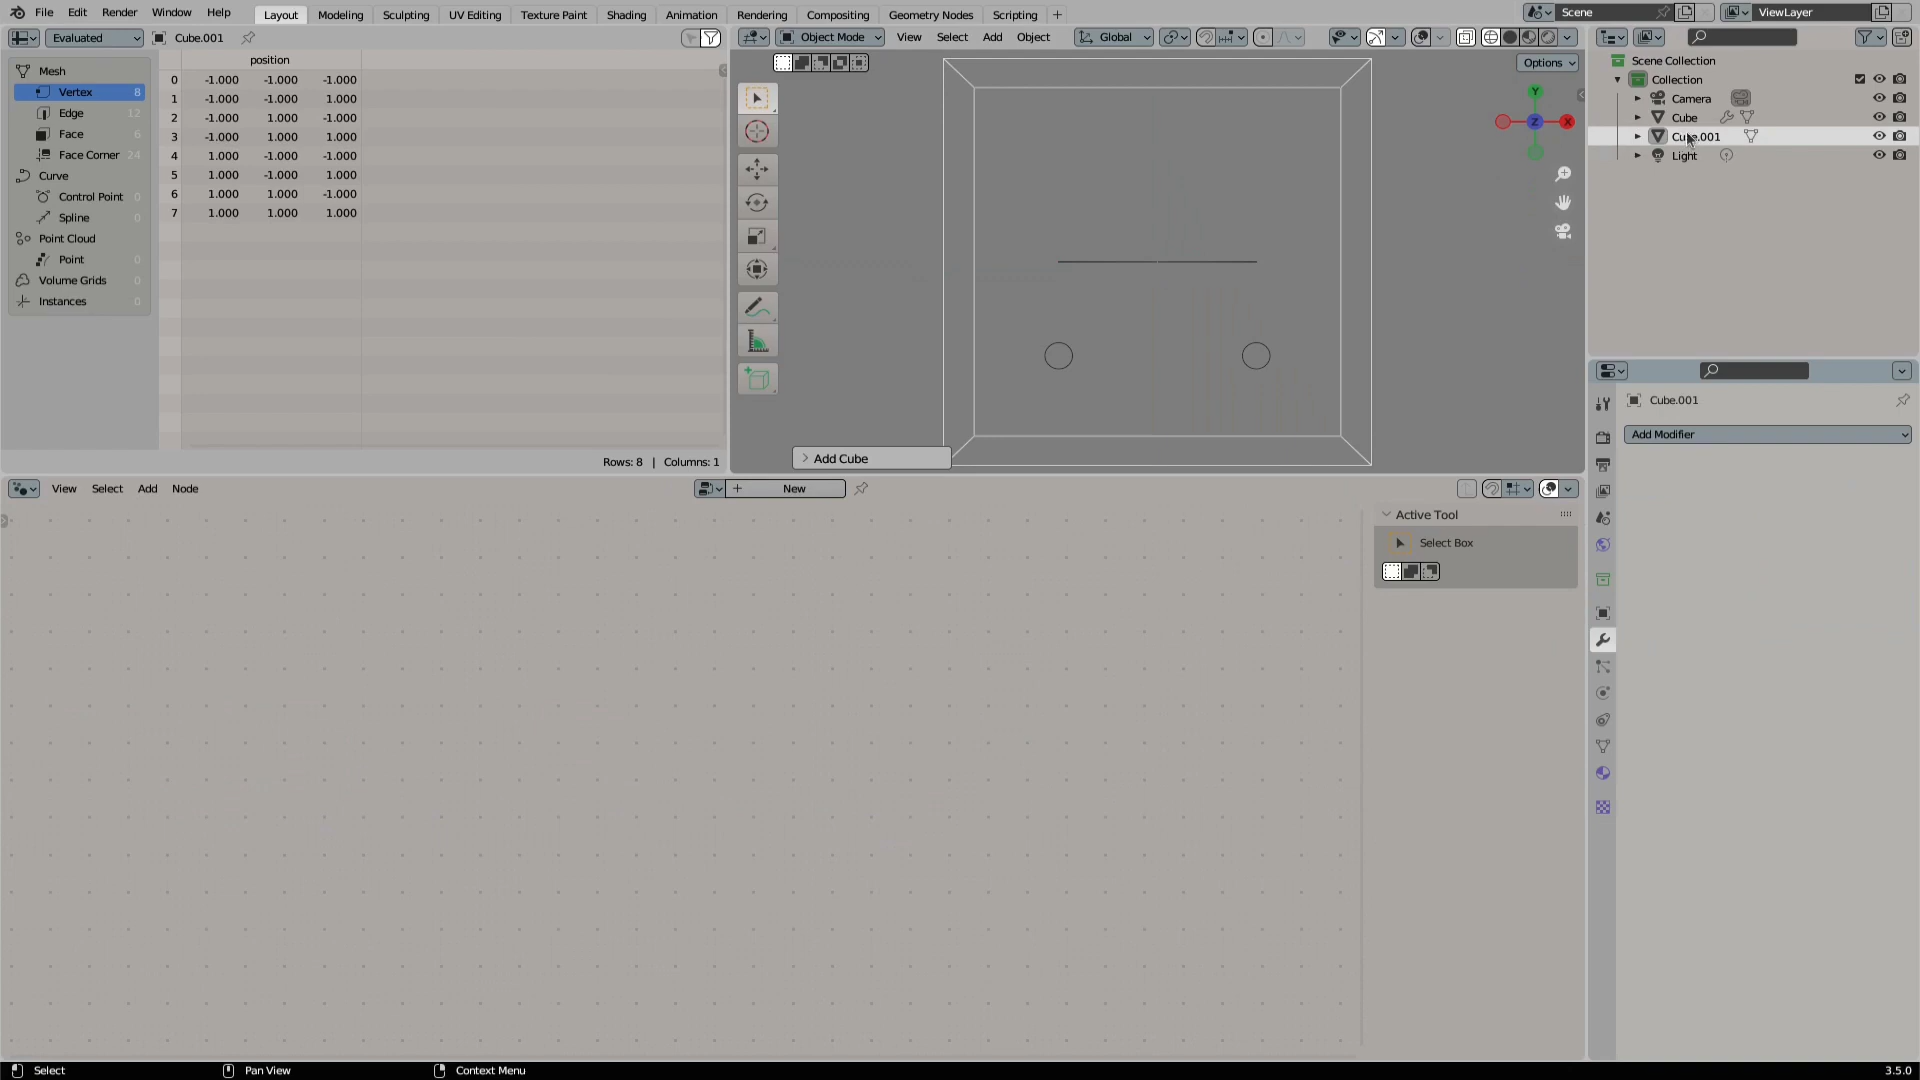 File Edit Render Window Help Layout Modeling Sculpting UV Editing Texture Paint Shading Animation Rendering Compositing Geometry Nodes Scripting + Scene ViewLayer
Evaluated Cube.001
Object Mode View Select Add Object Global
Options
position
0 -1.000 -1.000 -1.000
1 -1.000 -1.000 1.000
2 -1.000 1.000 -1.000
3 -1.000 1.000 1.000
4 1.000 -1.000 -1.000
5 1.000 -1.000 1.000
6 1.000 1.000 -1.000
7 1.000 1.000 1.000
Mesh
Vertex 8
Edge 12
Face 6
Face Corner 24
Curve
Control Point 0
Spline 0
Point Cloud
Point 0
Volume Grids 0
Instances 0
Rows: 8 | Columns: 1
Y
Z
X
Add Cube
Scene Collection
Collection
Camera
Cube
Cube.001
Light
Cube.001
Add Modifier
View Select Add Node
+ New
Active Tool
Select Box
Select Pan View Context Menu 3.5.0